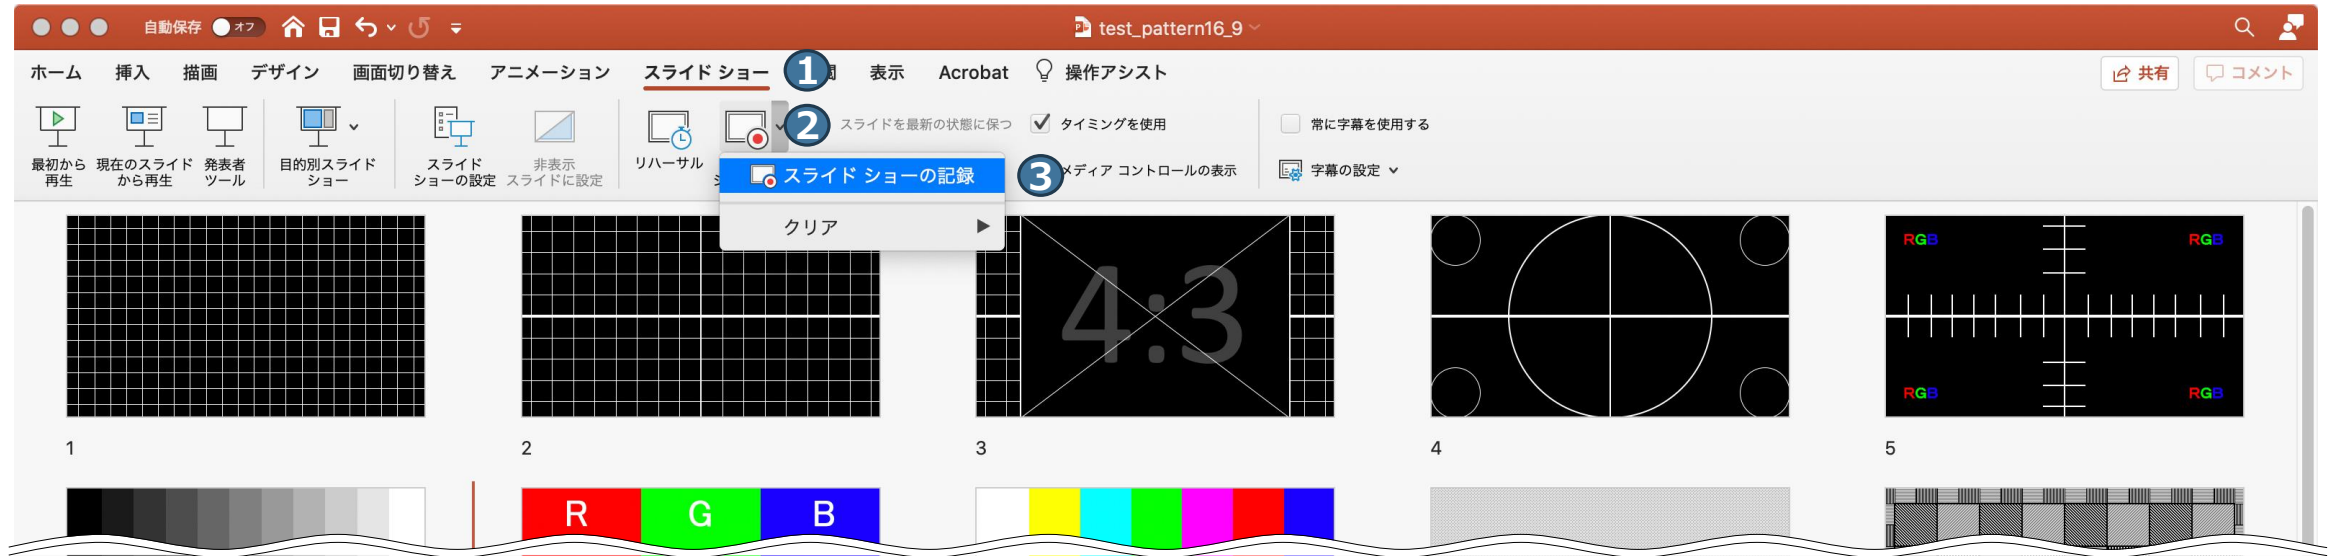 自動保存 オフ
test_pattern16_9
ホーム 挿入 描画 デザイン 画面切り替え アニメーション スライド ショー 1 表示 Acrobat 操作アシスト 共有 コメント
最初から
再生
現在のスライド
から再生
発表者
ツール
目的別スライド
ショー
スライド
ショーの設定
非表示
スライドに設定
リハーサル
2
スライドを最新の状態に保つ
タイミングを使用
常に字幕を使用する
スライド ショーの記録
3
メディア コントロールの表示
字幕の設定
クリア
4:3
RGB RGB
RGB RGB
1 2 3 4 5
R G B